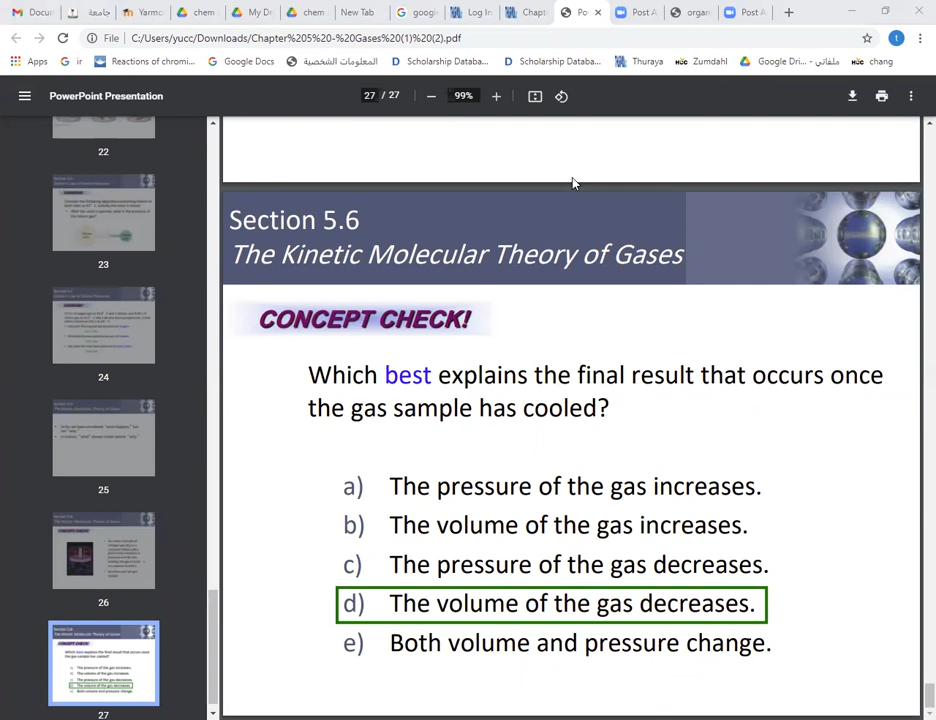 Docun
جامعة
Yarmo
chem
My Dr
chem
New Tab
google
Log In
Chapt
Po
Post A
organ
Post A
File
C:/Users/yucc/Downloads/Chapter%205%20-%20Gases%20(1)%20(2).pdf
t
Apps
ir
Reactions of chromi...
Google Docs
المعلومات الشخصية
Scholarship Databa...
Scholarship Databa...
Thuraya
Zumdahl
ملفاتي - Google Dri...
chang
PowerPoint Presentation
27 / 27
99%
22
23
24
25
26
27
Section 5.6
The Kinetic Molecular Theory of Gases
CONCEPT CHECK!
Which best explains the final result that occurs once
the gas sample has cooled?
a) The pressure of the gas increases.
b) The volume of the gas increases.
c) The pressure of the gas decreases.
d) The volume of the gas decreases.
e) Both volume and pressure change.